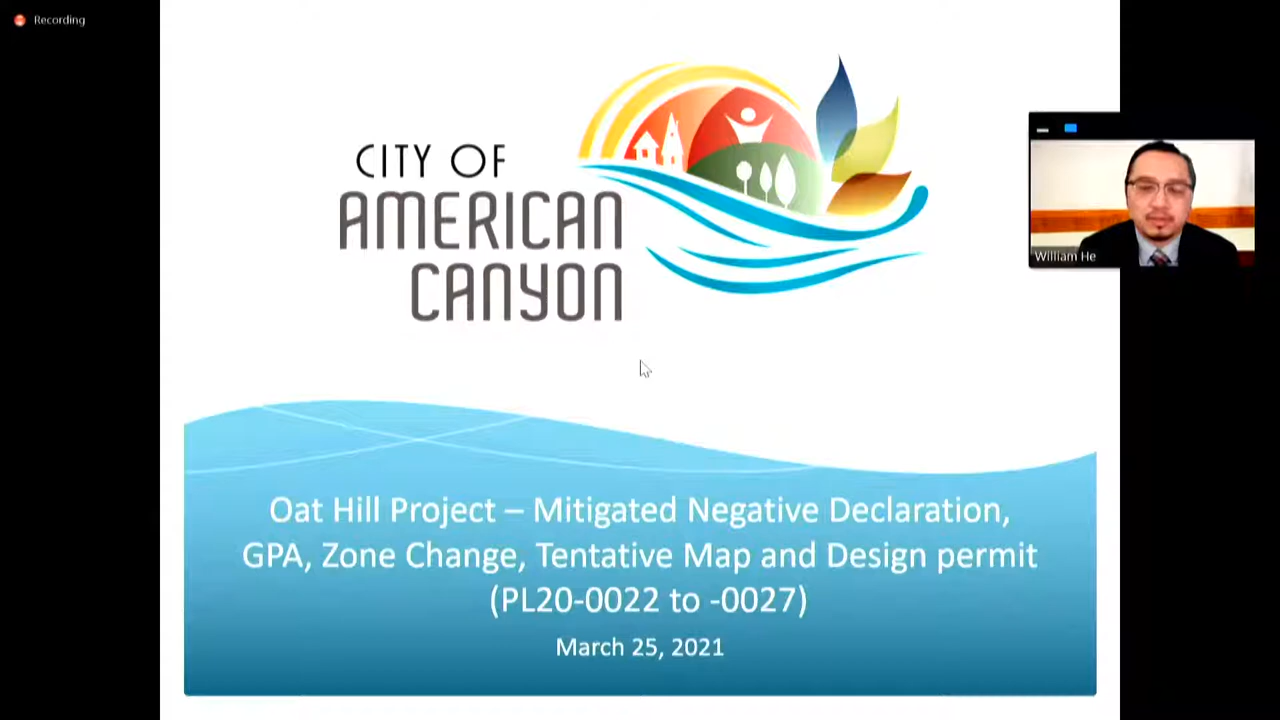 Recording
CITY OF
AMERICAN
CANYON
William He
Oat Hill Project – Mitigated Negative Declaration,
GPA, Zone Change, Tentative Map and Design permit
(PL20-0022 to -0027)
March 25, 2021